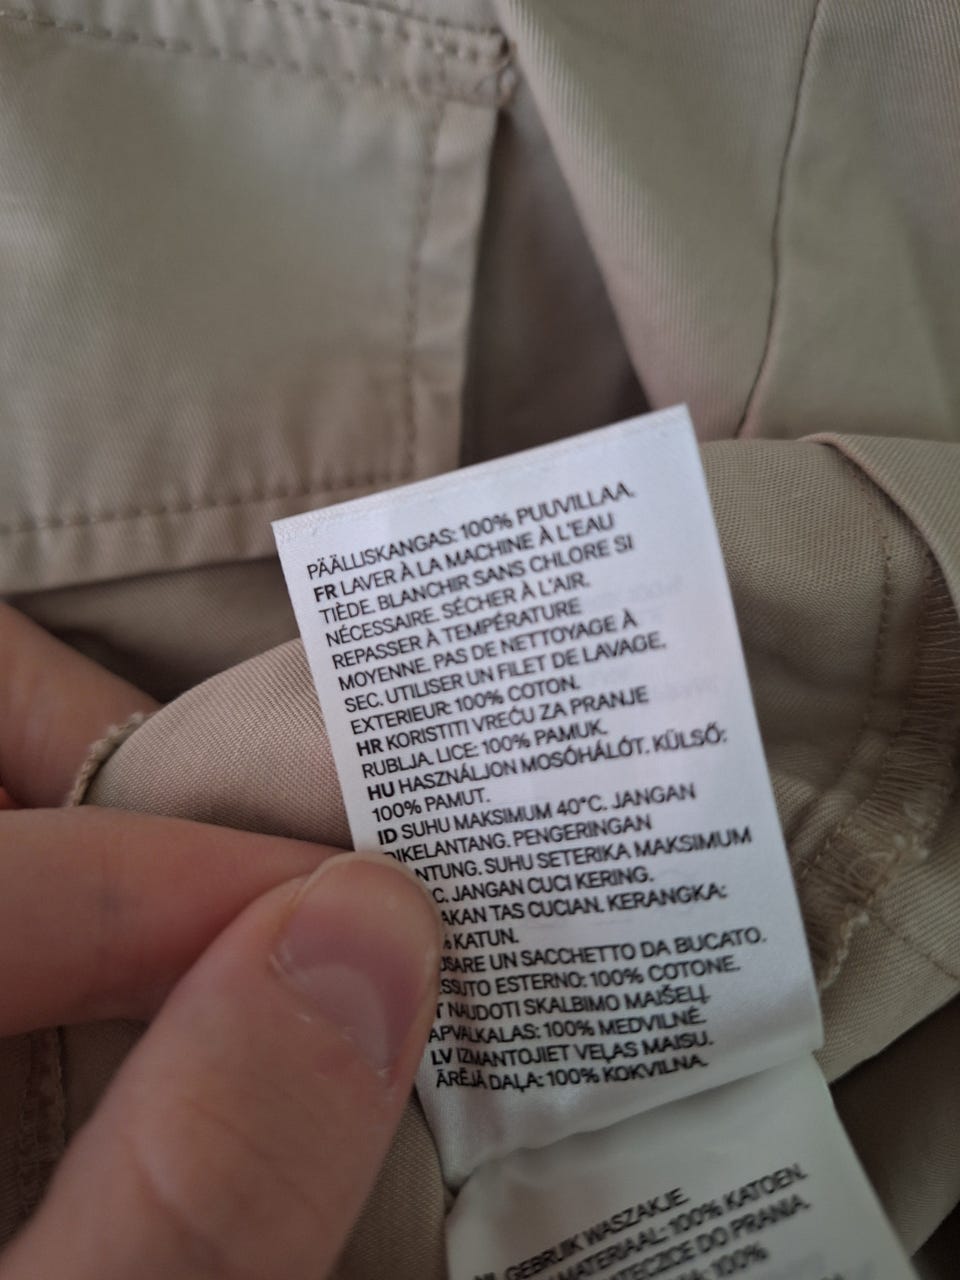 PÄÄLLISKANGAS: 100% PUUVILLAA.
FR LAVER À LA MACHINE À L'EAU
TIÈDE. BLANCHIR SANS CHLORE SI
NÉCESSAIRE. SÉCHER À L'AIR.
REPASSER À TEMPÉRATURE
MOYENNE. PAS DE NETTOYAGE À
SEC. UTILISER UN FILET DE LAVAGE.
EXTERIEUR: 100% COTON.
HR KORISTITI VREĆU ZA PRANJE
RUBLJA. LICE: 100% PAMUK.
HU HASZNÁLJON MOSÓHÁLÓT. KÜLSŐ:
100% PAMUT.
ID SUHU MAKSIMUM 40°C. JANGAN
DIKELANTANG. PENGERINGAN
NTUNG. SUHU SETERIKA MAKSIMUM
C. JANGAN CUCI KERING.
AKAN TAS CUCIAN. KERANGKA:
% KATUN.
USARE UN SACCHETTO DA BUCATO.
ESSUTO ESTERNO: 100% COTONE.
T NAUDOTI SKALBIMO MAIŠELĮ.
APVALKALAS: 100% MEDVILNĖ.
LV IZMANTOJIET VEĻAS MAISU.
ĀRĒJĀ DAĻA: 100% KOKVILNA.
GEBRUIK WASZAKJE.
MATERIAAL: 100% KATOEN.
TECZICE DO PRANIA.
100%